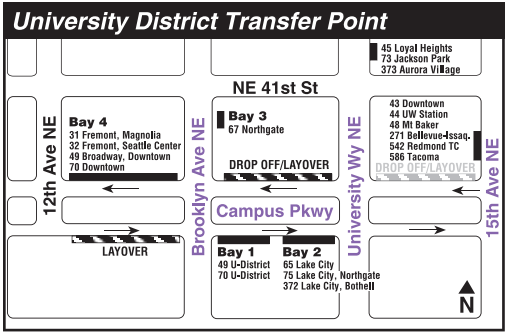 University District Transfer Point
45 Loyal Heights
73 Jackson Park
373 Aurora Village
NE 41st St
12th Ave NE
Bay 4
31 Fremont, Magnolia
32 Fremont, Seattle Center
49 Broadway, Downtown
70 Downtown
Brooklyn Ave NE
Bay 3
67 Northgate
DROP OFF/LAYOVER
University Wy NE
43 Downtown
44 UW Station
48 Mt Baker
271 Bellevue-Issaq.
542 Redmond TC
586 Tacoma
DROP OFF/LAYOVER
15th Ave NE
Campus Pkwy
LAYOVER
Bay 1
49 U-District
70 U-District
Bay 2
65 Lake City
75 Lake City, Northgate
372 Lake City, Bothell
N